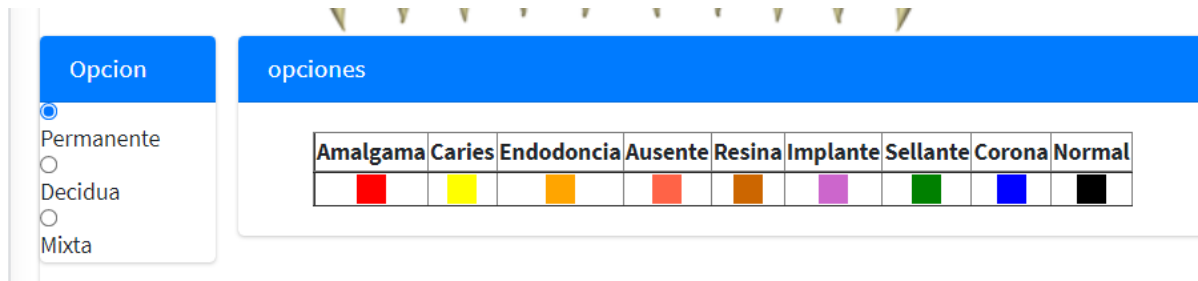 Opcion
opciones
Permanente
Decidua
Mixta
Amalgama Caries Endodoncia Ausente Resina Implante Sellante Corona Normal